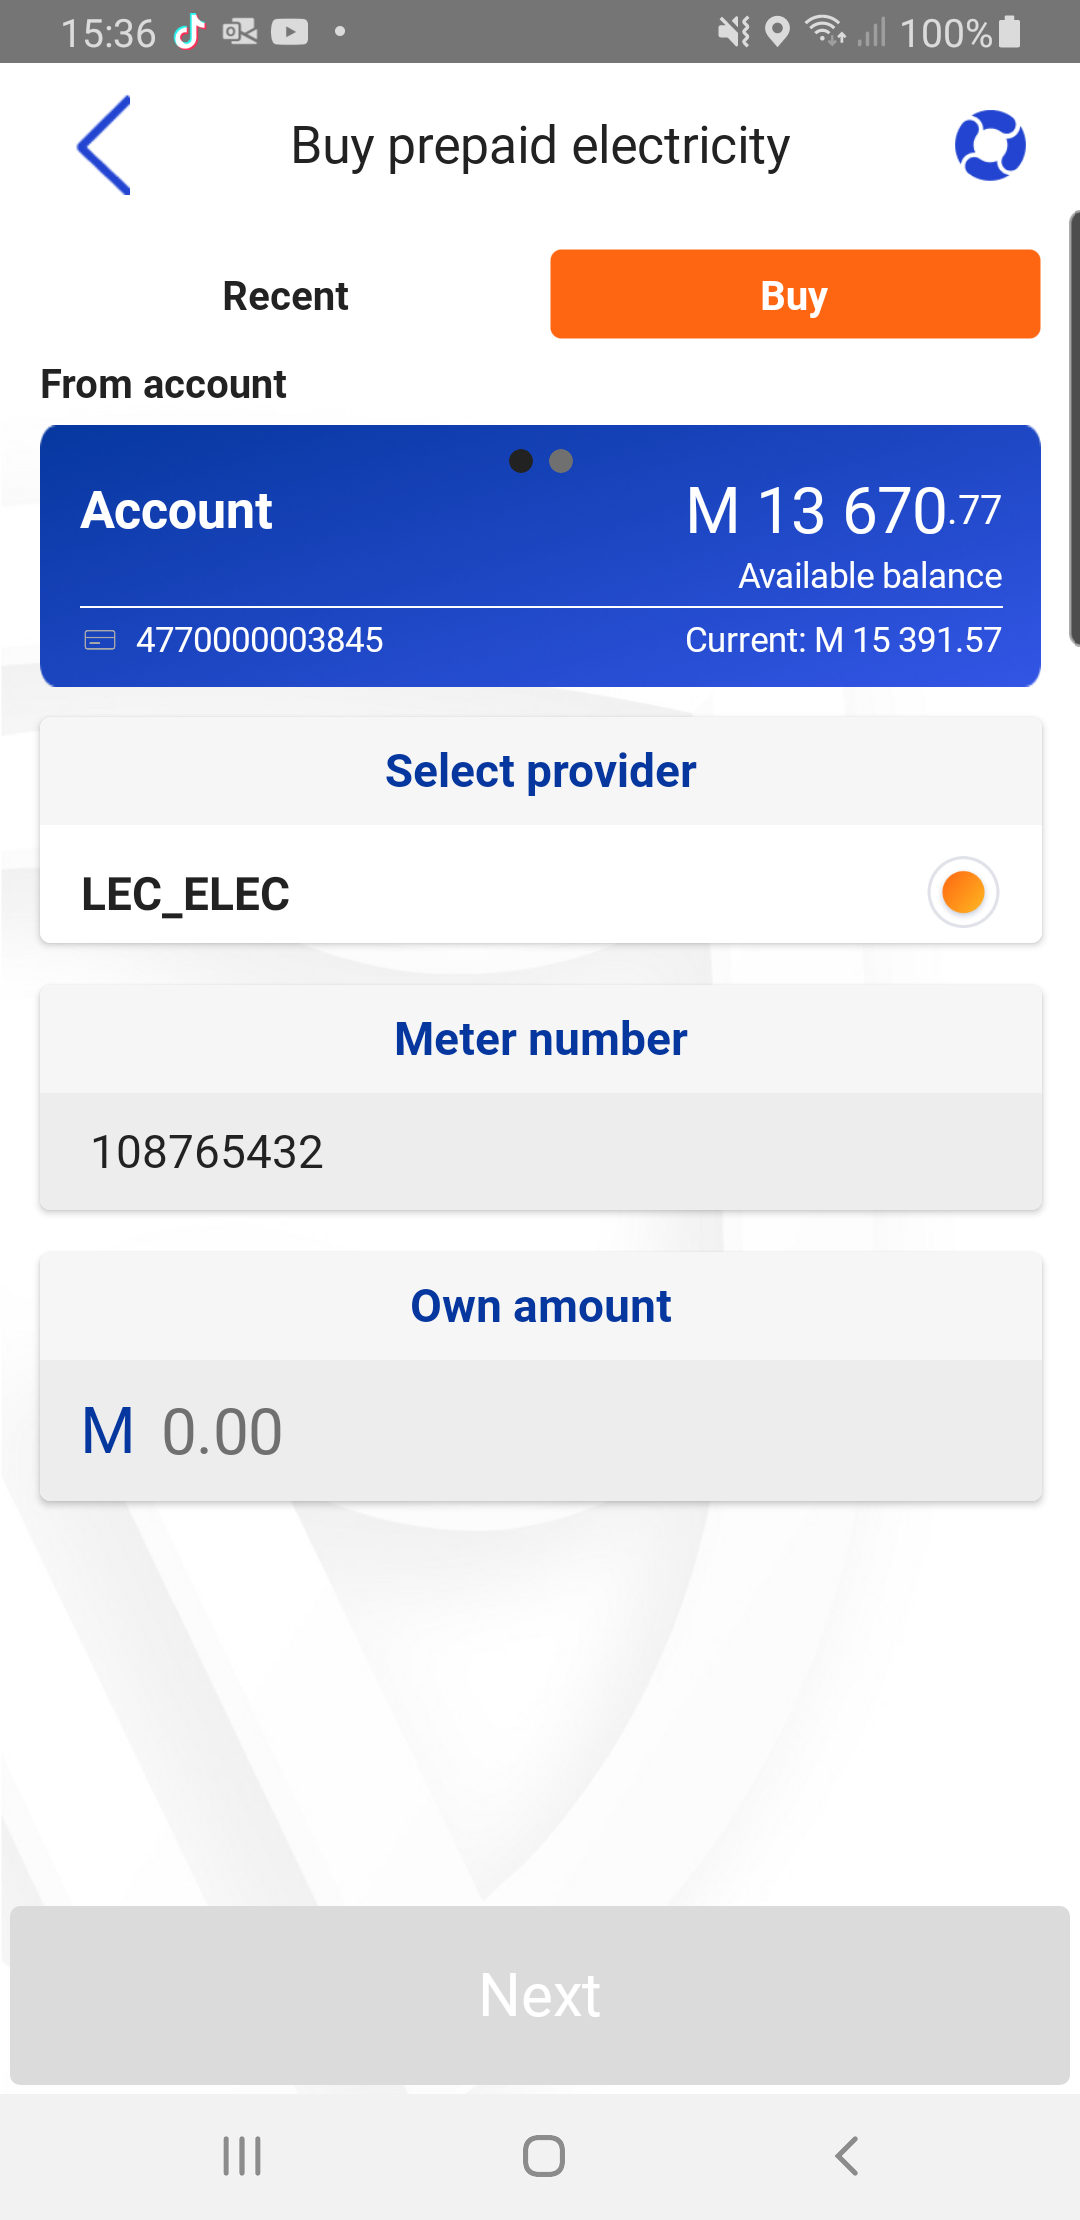 15:36 100%
Buy prepaid electricity
Recent Buy
From account
Account M 13 670.77
Available balance
4770000003845 Current: M 15 391.57
Select provider
LEC_ELEC
Meter number
108765432
Own amount
M 0.00
Next